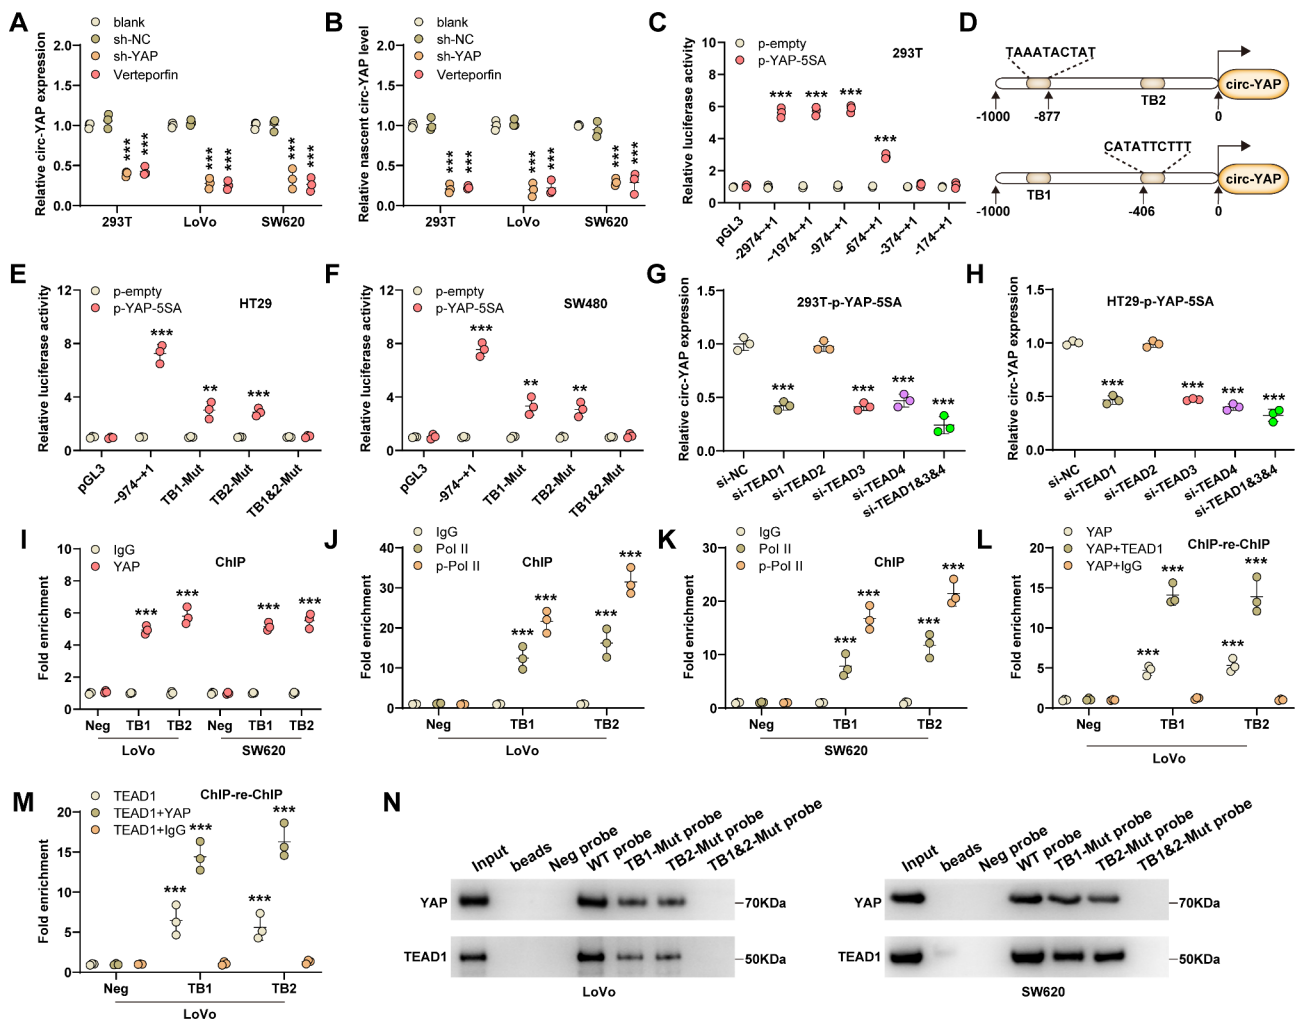 A
Relative circ-YAP expression
blank
sh-NC
sh-YAP
Verteporfin
2.0
1.5
1.0
0.5
0.0
*** *** *** *** *** ***
293T LoVo SW620
B
Relative nascent circ-YAP level
blank
sh-NC
sh-YAP
Verteporfin
2.0
1.5
1.0
0.5
0.0
*** *** *** *** *** ***
293T LoVo SW620
C
Relative luciferase activity
p-empty
p-YAP-5SA
293T
10
8
6
4
2
0
*** *** *** ***
pGL3 -2974~+1 ~1974~+1 -974~+1 -674~+1 -374~+1 -174~+1
D
TAAATACTAT
TB2
circ-YAP
-1000 -877 0
CATATTCTTT
TB1
circ-YAP
-1000 -406 0
E
Relative luciferase activity
p-empty
p-YAP-5SA
HT29
12
8
4
0
*** ** ***
pGL3 ~974~+1 TB1-Mut TB2-Mut TB1&2-Mut
F
Relative luciferase activity
p-empty
p-YAP-5SA
SW480
12
8
4
0
*** ** **
pGL3 ~974~+1 TB1-Mut TB2-Mut TB1&2-Mut
G
Relative circ-YAP expression
293T-p-YAP-5SA
1.5
1.0
0.5
0.0
*** *** *** ***
si-NC si-TEAD1 si-TEAD2 si-TEAD3 si-TEAD4 si-TEAD1&3&4
H
Relative circ-YAP expression
HT29-p-YAP-5SA
1.5
1.0
0.5
0.0
*** *** *** ***
si-NC si-TEAD1 si-TEAD2 si-TEAD3 si-TEAD4 si-TEAD1&3&4
I
Fold enrichment
IgG
YAP
ChIP
10
8
6
4
2
0
*** *** *** ***
Neg TB1 TB2 Neg TB1 TB2
LoVo SW620
J
Fold enrichment
IgG
Pol II
p-Pol II
ChIP
40
30
20
10
0
*** *** *** ***
Neg TB1 TB2
LoVo
K
Fold enrichment
IgG
Pol II
p-Pol II
ChIP
30
20
10
0
*** *** *** ***
Neg TB1 TB2
SW620
L
Fold enrichment
YAP
YAP+TEAD1
YAP+IgG
ChIP-re-ChIP
20
15
10
5
0
*** *** *** ***
Neg TB1 TB2
LoVo
M
Fold enrichment
TEAD1
TEAD1+YAP
TEAD1+IgG
ChIP-re-ChIP
20
15
10
5
0
*** *** *** ***
Neg TB1 TB2
LoVo
N
Input beads Neg probe WT probe TB1-Mut probe TB2-Mut probe TB1&2-Mut probe
YAP 70KDa
TEAD1 50KDa
LoVo
Input beads Neg probe WT probe TB1-Mut probe TB2-Mut probe TB1&2-Mut probe
YAP 70KDa
TEAD1 50KDa
SW620